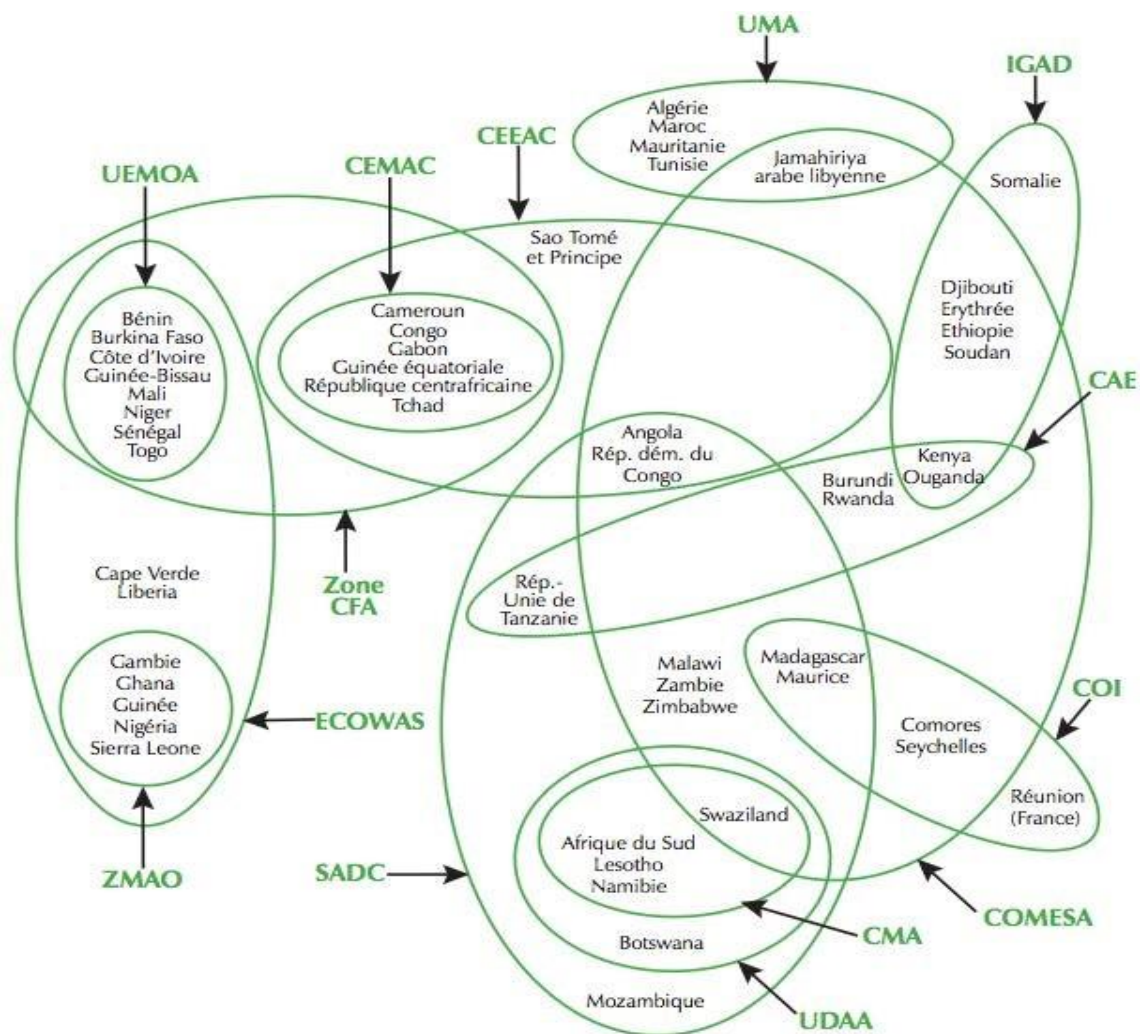 UMA
IGAD
Algérie
Maroc
Mauritanie
Tunisie
Jamahiriya
arabe libyenne
Somalie
CEEAC
CEMAC
UEMOA
Sao Tomé
et Principe
Djibouti
Erythrée
Ethiopie
Soudan
Bénin
Burkina Faso
Côte d'Ivoire
Guinée-Bissau
Mali
Niger
Sénégal
Togo
Cameroun
Congo
Gabon
Guinée équatoriale
République centrafricaine
Tchad
CAE
Angola
Rép. dém. du
Congo
Kenya
Ouganda
Burundi
Rwanda
Cape Verde
Liberia
Zone
CFA
Rép.-
Unie de
Tanzanie
Gambie
Ghana
Guinée
Nigéria
Sierra Leone
ECOWAS
Malawi
Zambie
Zimbabwe
Madagascar
Maurice
COI
Comores
Seychelles
Réunion
(France)
Swaziland
Afrique du Sud
Lesotho
Namibie
ZMAO
SADC
COMESA
CMA
Botswana
Mozambique
UDAA